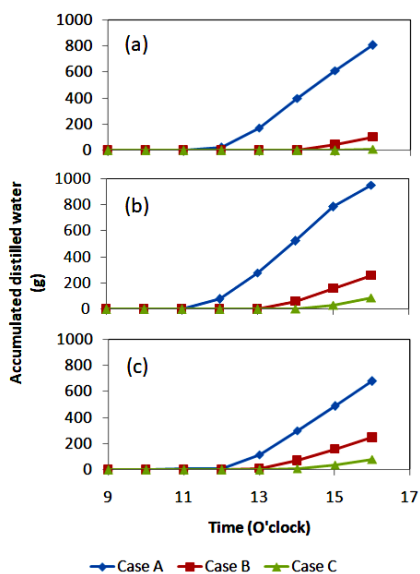 1000
800
600
400
200
0
(a)
1000
800
600
400
200
0
(b)
1000
800
600
400
200
0
(c)
Accumulated distilled water
(g)
9 11 13 15 17
Time (O'clock)
Case A Case B Case C